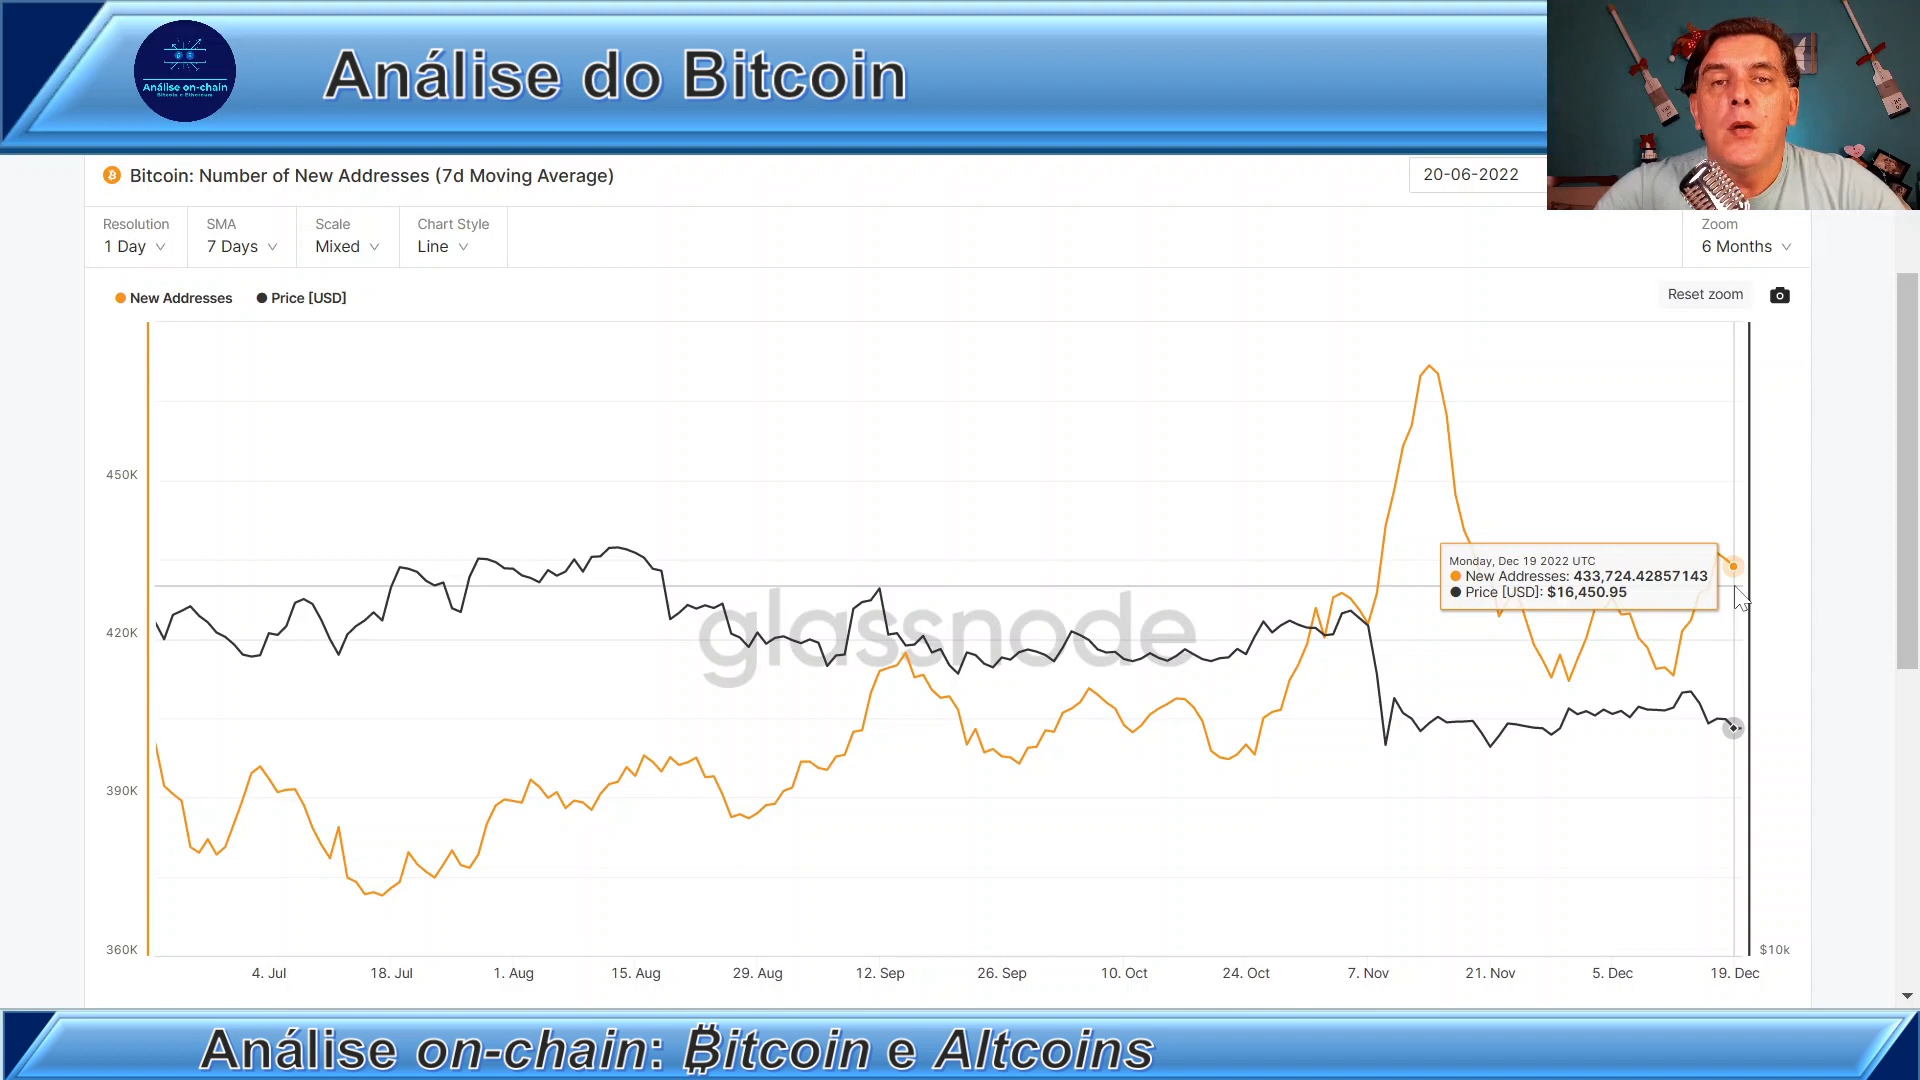 Análise do Bitcoin
Análise on-chain
Bitcoin e Ethereum
Bitcoin: Number of New Addresses (7d Moving Average)
20-06-2022
Resolution
1 Day
SMA
7 Days
Scale
Mixed
Chart Style
Line
Zoom
6 Months
New Addresses
Price [USD]
Reset zoom
glassnode
Monday, Dec 19 2022 UTC
New Addresses: 433,724.42857143
Price [USD]: $16,450.95
450K
420K
390K
360K
$10k
4. Jul
18. Jul
1. Aug
15. Aug
29. Aug
12. Sep
26. Sep
10. Oct
24. Oct
7. Nov
21. Nov
5. Dec
19. Dec
Análise on-chain: ₿itcoin e Altcoins